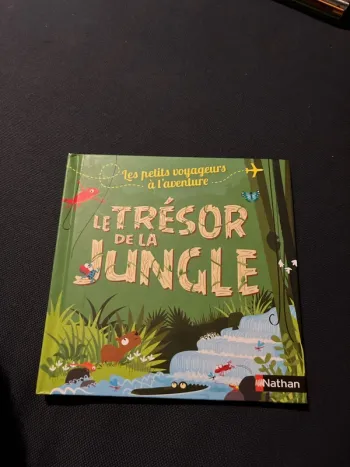 Les petits voyageurs
à l'aventure
LE TRÉSOR
DE LA
JUNGLE
Nathan